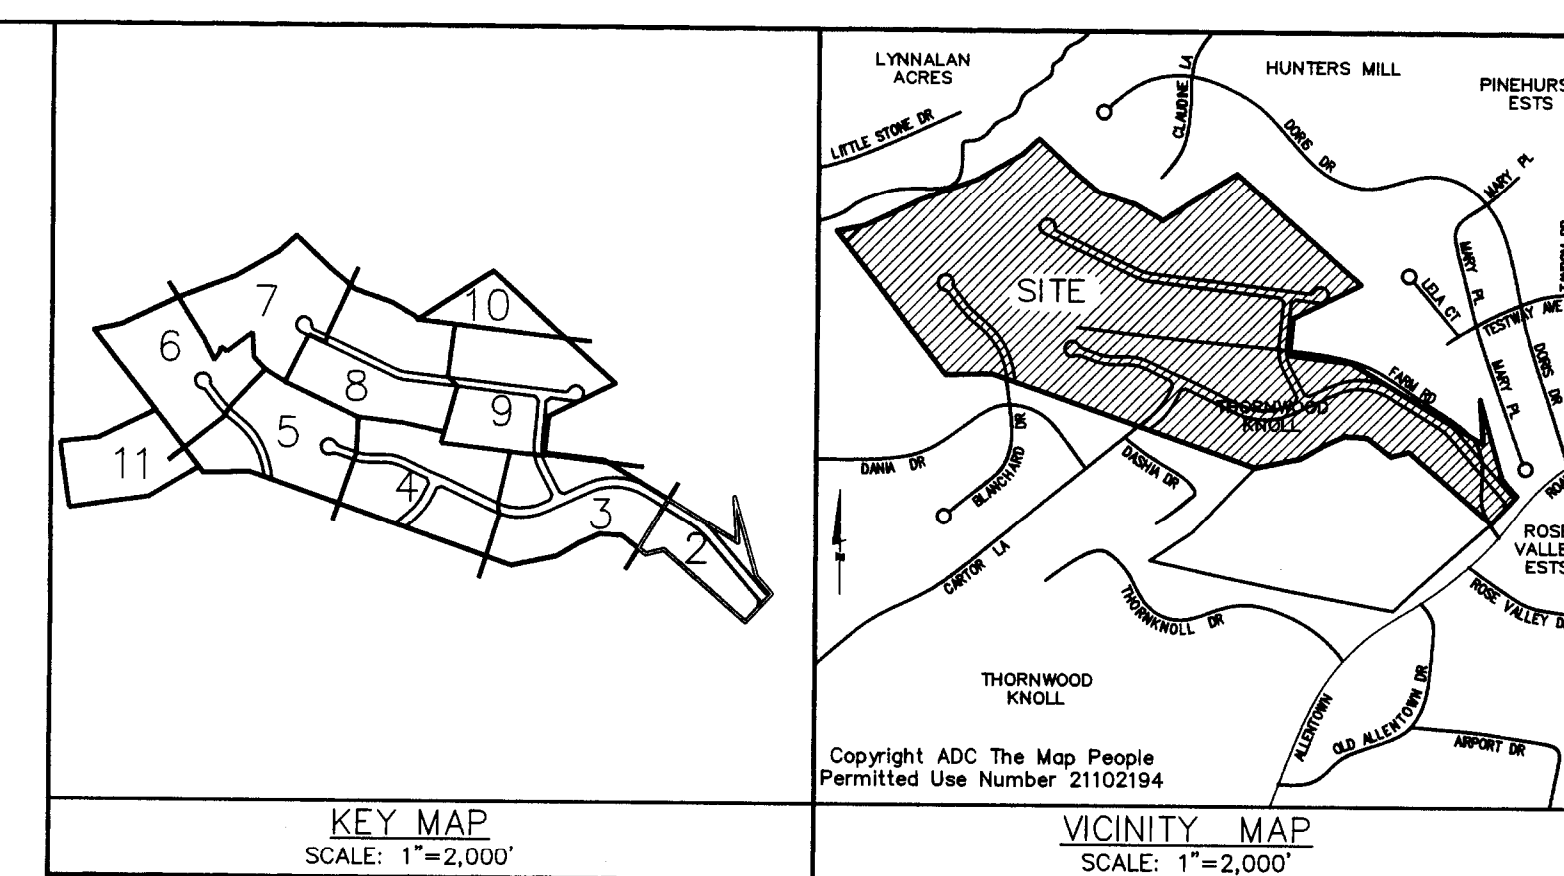 7
10
6
8
9
5
11
4
3
2
KEY MAP
SCALE: 1"=2,000'
LYNNALAN
ACRES
LITTLE STONE DR
CLAUDINE LA
HUNTERS MILL
PINEHURS
ESTS
DORIS DR
MARY PL
SITE
MARY PL
LELA CT
TESTWAY AVE
MARY PL
DORIS DR
FARM RD
THORNWOOD
KNOLL
DANIA DR
BLANCHARD DR
DASHIA DR
CARTOR LA
ROA
ROSE
VALLE
ESTS
ROSE VALLEY D
THORNKNOLL DR
THORNWOOD
KNOLL
ALLENTOWN
OLD ALLENTOWN DR
AIRPORT DR
Copyright ADC The Map People
Permitted Use Number 21102194
VICINITY MAP
SCALE: 1"=2,000'